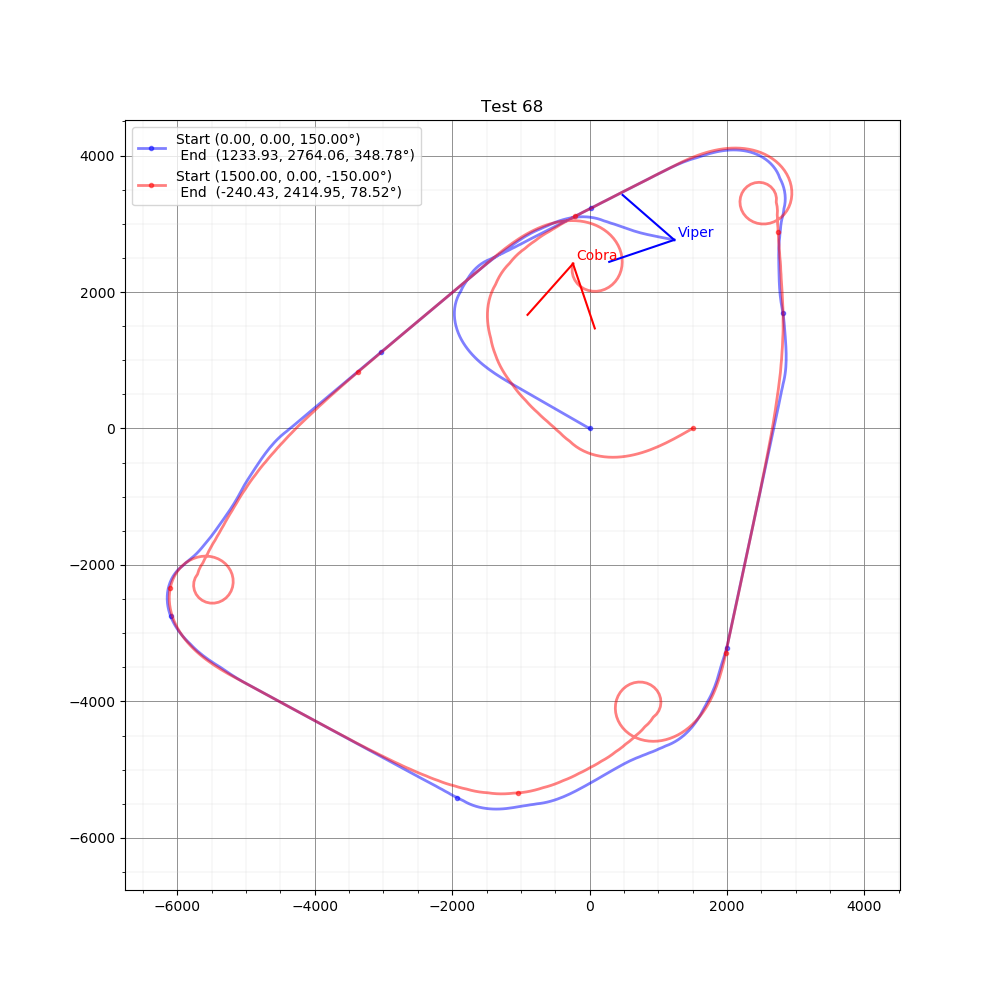 Test 68
Start (0.00, 0.00, 150.00°)
End (1233.93, 2764.06, 348.78°)
Start (1500.00, 0.00, -150.00°)
End (-240.43, 2414.95, 78.52°)
4000
2000
0
−2000
−4000
−6000
Viper
Cobra
−6000 −4000 −2000 0 2000 4000